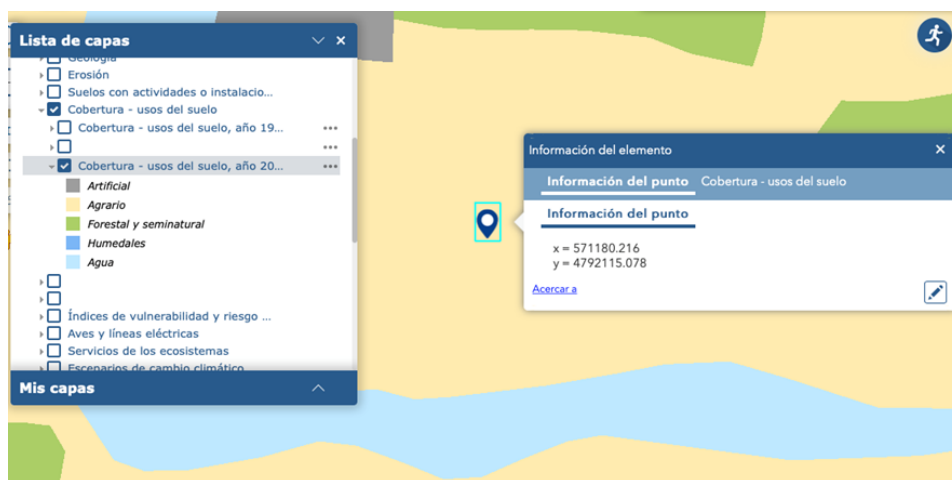 Lista de capas
Geología
Erosión
Suelos con actividades o instalacio...
Cobertura - usos del suelo
Cobertura - usos del suelo, año 19...
Cobertura - usos del suelo, año 20...
Artificial
Agrario
Forestal y seminatural
Humedales
Agua
Índices de vulnerabilidad y riesgo ...
Aves y líneas eléctricas
Servicios de los ecosistemas
Escenarios de cambio climático
Mis capas
Información del elemento
Información del punto Cobertura - usos del suelo
Información del punto
x = 571180.216
y = 4792115.078
Acercar a